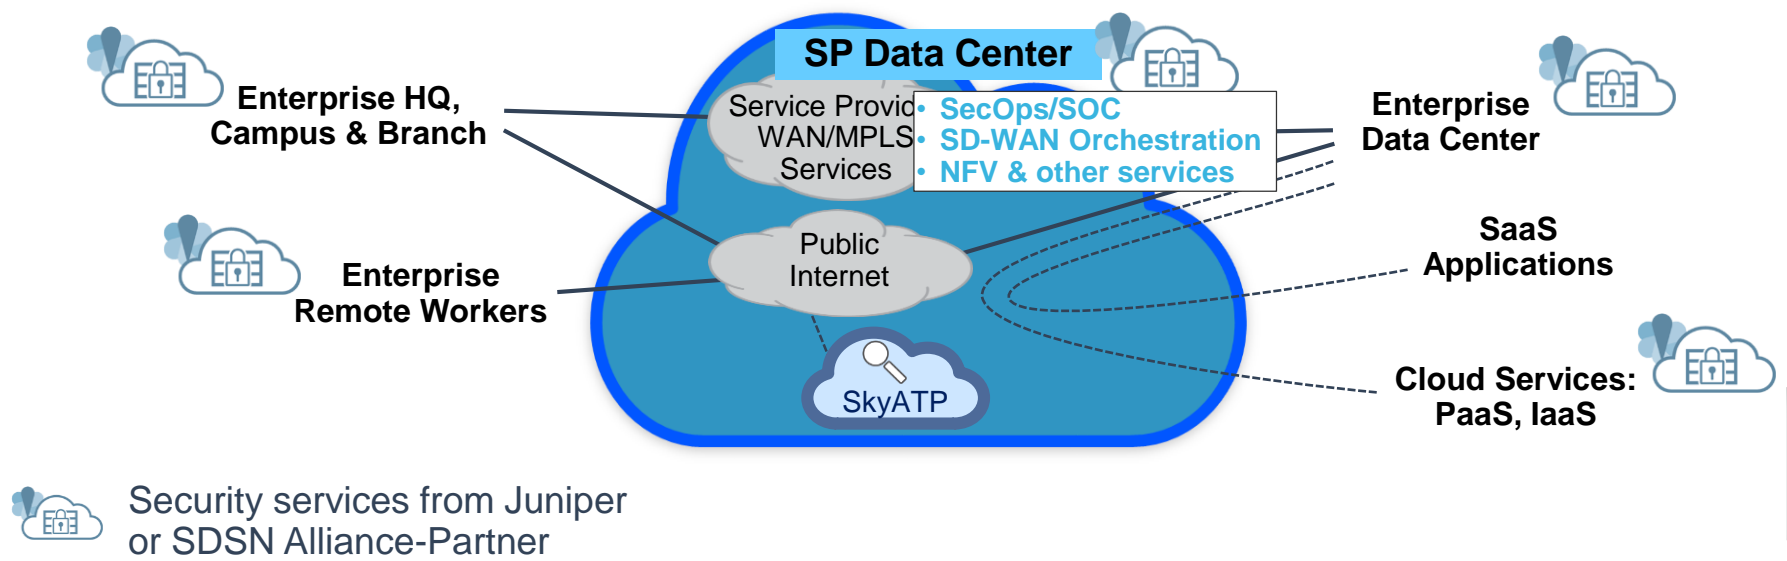 SP Data Center
Enterprise HQ,
Campus & Branch
Service Provid
WAN/MPLS
Services
• SecOps/SOC
• SD-WAN Orchestration
• NFV & other services
Enterprise
Data Center
Public
Internet
Enterprise
Remote Workers
SaaS
Applications
SkyATP
Cloud Services:
PaaS, IaaS
Security services from Juniper
or SDSN Alliance-Partner